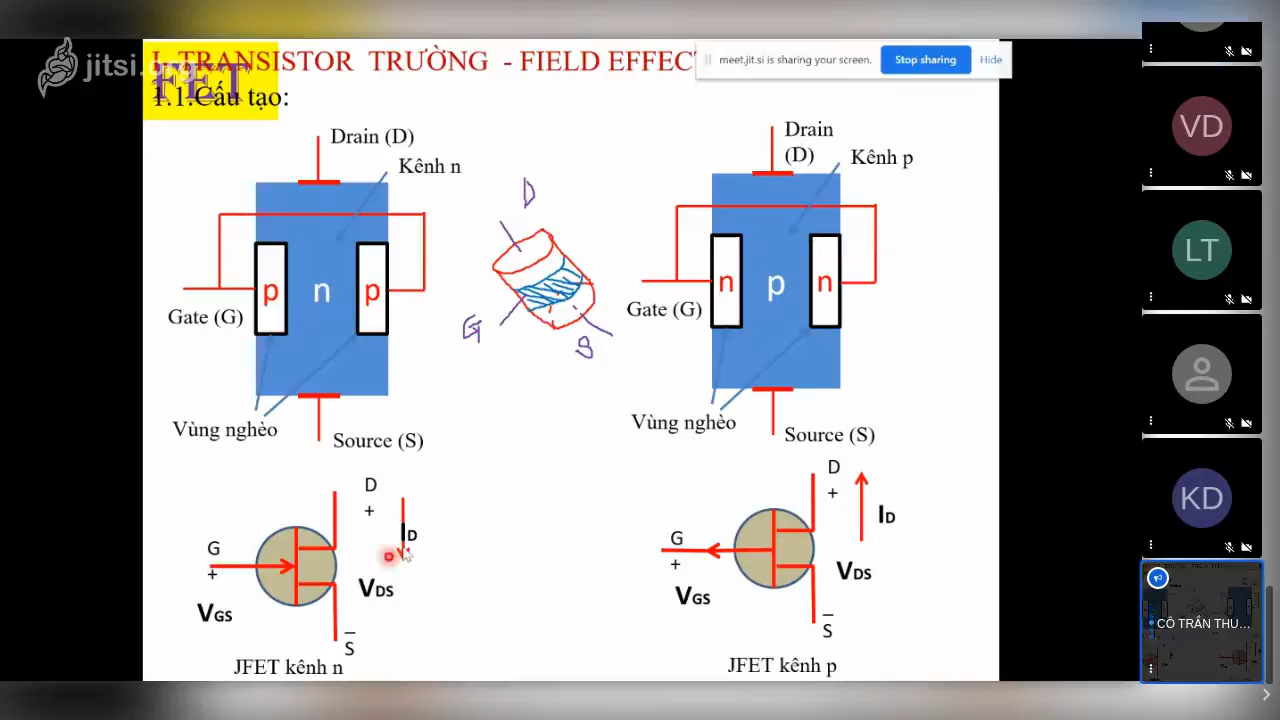 jitsi.org
I. TRANSISTOR TRƯỜNG - FIELD EFFECT
FET
1.1.Cấu tạo:
meet.jit.si is sharing your screen.
Stop sharing
Hide
Drain (D)
Kênh n
p
n
p
Gate (G)
Vùng nghèo
Source (S)
D
G
S
Drain
(D)
Kênh p
n
p
n
Gate (G)
Vùng nghèo
Source (S)
D
+
ID
G
+
VGS
VDS
–
S
JFET kênh n
D
+
ID
G
+
VGS
VDS
–
S
JFET kênh p
VD
LT
KD
CÔ TRẦN THU...